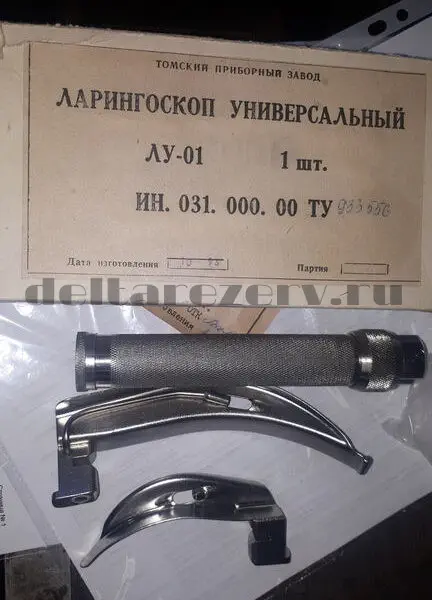 ТОМСКИЙ ПРИБОРНЫЙ ЗАВОД
ЛАРИНГОСКОП УНИВЕРСАЛЬНЫЙ
ЛУ-01 1 шт.
ИН. 031. 000. 00 ТУ
Дата изготовления Партия
deltarezerv.ru